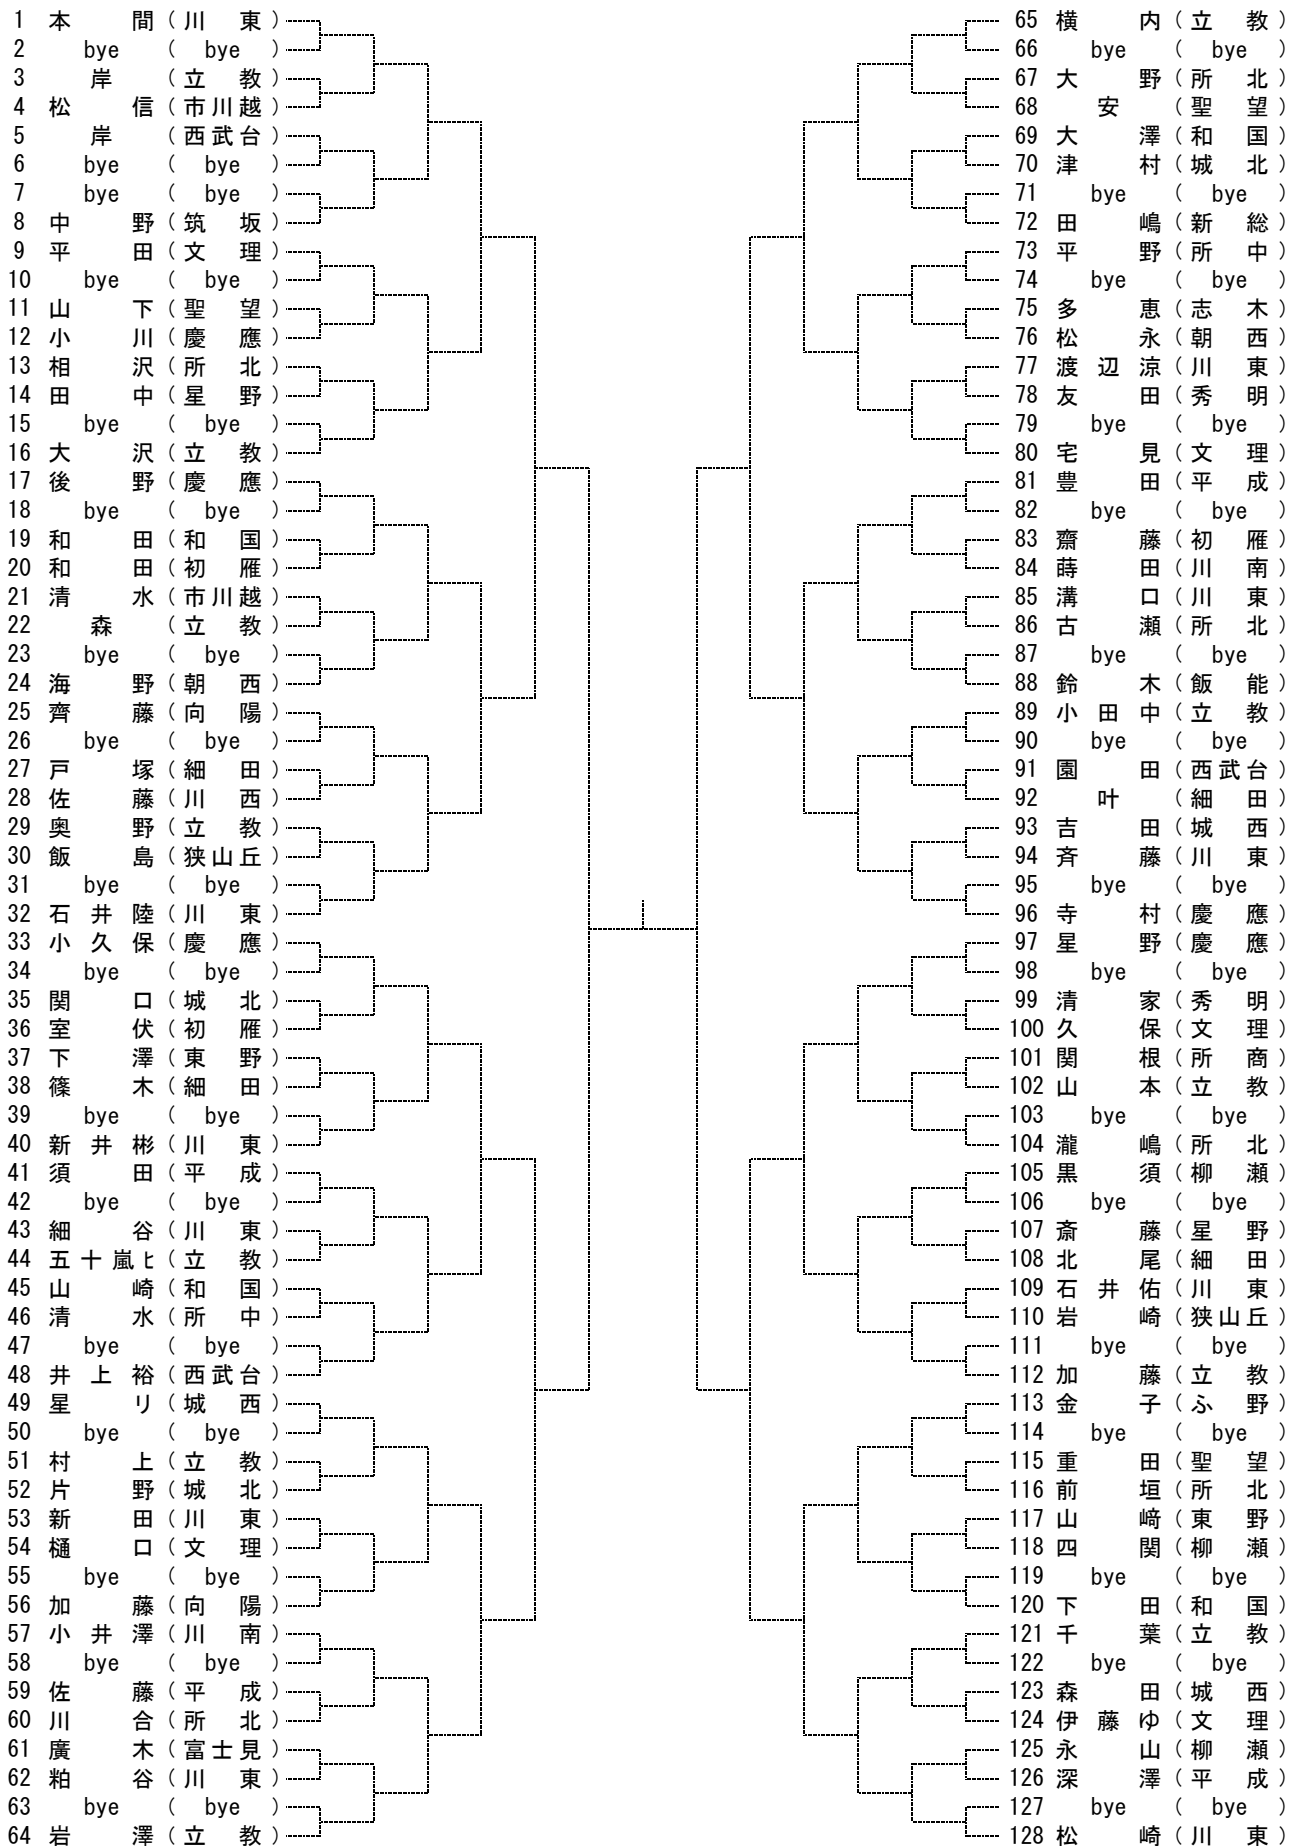 1 本間（川東）
2 bye（bye）
3 岸（立教）
4 松信（市川越）
5 岸（西武台）
6 bye（bye）
7 bye（bye）
8 中野（筑坂）
9 平田（文理）
10 bye（bye）
11 山下（聖望）
12 小川（慶應）
13 相沢（所北）
14 田中（星野）
15 bye（bye）
16 大沢（立教）
17 後野（慶應）
18 bye（bye）
19 和田（和国）
20 和田（初雁）
21 清水（市川越）
22 森（立教）
23 bye（bye）
24 海野（朝西）
25 齊藤（向陽）
26 bye（bye）
27 戸塚（細田）
28 佐藤（川西）
29 奥野（立教）
30 飯島（狭山丘）
31 bye（bye）
32 石井陸（川東）
33 小久保（慶應）
34 bye（bye）
35 関口（城北）
36 室伏（初雁）
37 下澤（東野）
38 篠木（細田）
39 bye（bye）
40 新井彬（川東）
41 須田（平成）
42 bye（bye）
43 細谷（川東）
44 五十嵐ヒ（立教）
45 山崎（和国）
46 清水（所中）
47 bye（bye）
48 井上裕（西武台）
49 星リ（城西）
50 bye（bye）
51 村上（立教）
52 片野（城北）
53 新田（川東）
54 樋口（文理）
55 bye（bye）
56 加藤（向陽）
57 小井澤（川南）
58 bye（bye）
59 佐藤（平成）
60 川合（所北）
61 廣木（富士見）
62 粕谷（川東）
63 bye（bye）
64 岩澤（立教）
65 横内（立教）
66 bye（bye）
67 大野（所北）
68 安（聖望）
69 大澤（和国）
70 津村（城北）
71 bye（bye）
72 田嶋（新総）
73 平野（所中）
74 bye（bye）
75 多恵（志木）
76 松永（朝西）
77 渡辺涼（川東）
78 友田（秀明）
79 bye（bye）
80 宅見（文理）
81 豊田（平成）
82 bye（bye）
83 齋藤（初雁）
84 蒔田（川南）
85 溝口（川東）
86 古瀬（所北）
87 bye（bye）
88 鈴木（飯能）
89 小田中（立教）
90 bye（bye）
91 園田（西武台）
92 叶（細田）
93 吉田（城西）
94 斉藤（川東）
95 bye（bye）
96 寺村（慶應）
97 星野（慶應）
98 bye（bye）
99 清家（秀明）
100 久保（文理）
101 関根（所商）
102 山本（立教）
103 bye（bye）
104 瀧嶋（所北）
105 黒須（柳瀬）
106 bye（bye）
107 斎藤（星野）
108 北尾（細田）
109 石井佑（川東）
110 岩崎（狭山丘）
111 bye（bye）
112 加藤（立教）
113 金子（ふ野）
114 bye（bye）
115 重田（聖望）
116 前垣（所北）
117 山﨑（東野）
118 四関（柳瀬）
119 bye（bye）
120 下田（和国）
121 千葉（立教）
122 bye（bye）
123 森田（城西）
124 伊藤ゆ（文理）
125 永山（柳瀬）
126 深澤（平成）
127 bye（bye）
128 松崎（川東）